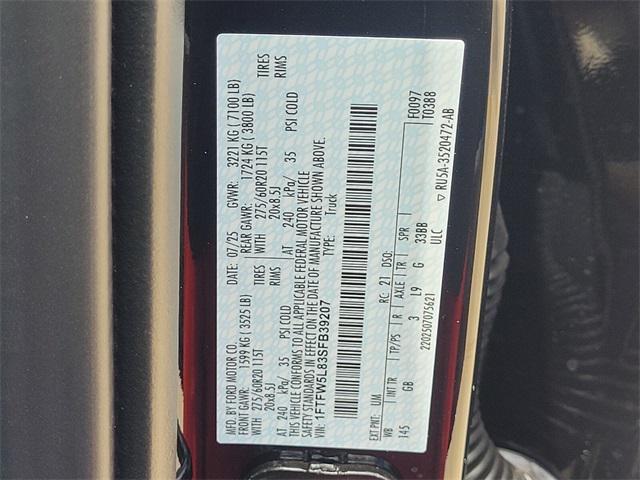 MFD. BY FORD MOTOR CO. DATE: 07/25 GVWR: 3221 KG ( 7100 LB)
FRONT GAWR: 1599 KG ( 3525 LB) REAR GAWR: 1724 KG ( 3800 LB)
WITH 275/60R20 115T TIRES WITH 275/60R20 115T TIRES
20x8.5J RIMS 20x8.5J RIMS
AT 240 kPa/ 35 PSI COLD AT 240 kPa/ 35 PSI COLD
THIS VEHICLE CONFORMS TO ALL APPLICABLE FEDERAL MOTOR VEHICLE
SAFETY STANDARDS IN EFFECT ON THE DATE OF MANUFACTURE SHOWN ABOVE.
VIN: 1FTFW5L83SFB39207 TYPE: Truck
F0097
T03BB
EXT PNT: UM RC: 21 DSO:
WB INT TR TP/PS R AXLE TR SPR
145 GB 3 L9 G 33BB
ULC
2202507075621
▽ RU5A-3520472-AB